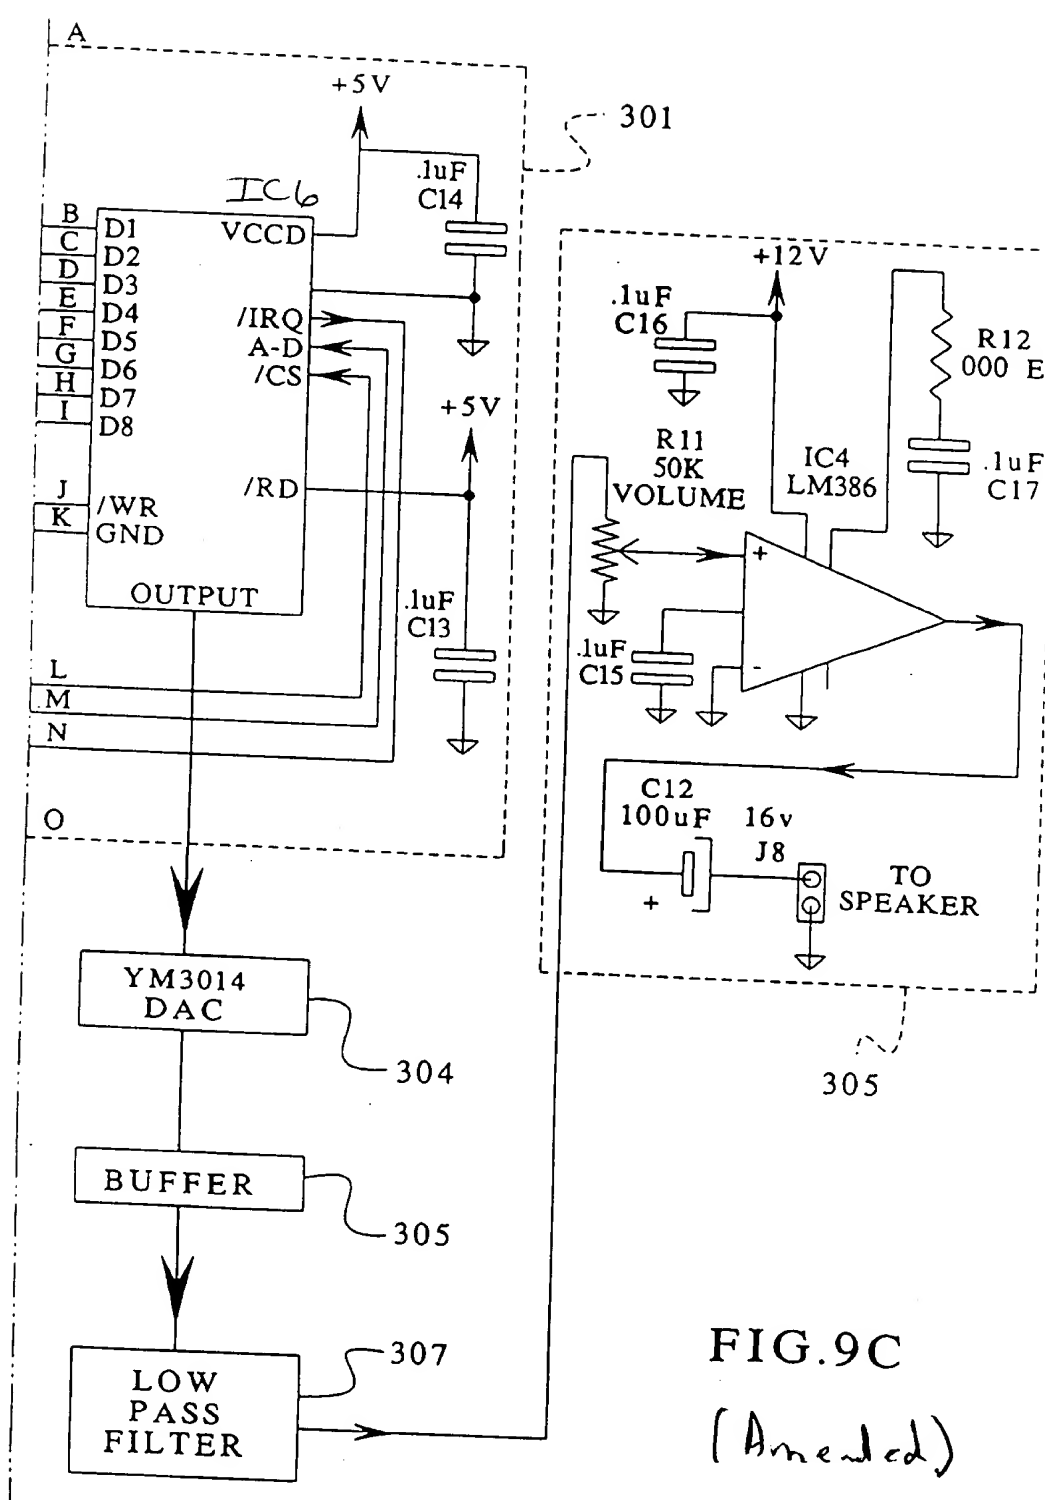 A
+5V
301
.1uF
C14
IC6
B
C
D
E
F
G
H
I
J
K
D1
D2
D3
D4
D5
D6
D7
D8
/WR
GND
VCCD
/IRQ
A-D
/CS
/RD
OUTPUT
+5V
.1uF
C13
L
M
N
O
+12V
.1uF
C16
R12
000 E
R11
50K
VOLUME
IC4
LM386
.1uF
C17
+
-
.1uF
C15
C12
100uF 16v
J8
+
TO
SPEAKER
305
YM3014
DAC
304
BUFFER
305
LOW
PASS
FILTER
307
FIG.9C
(Amended)